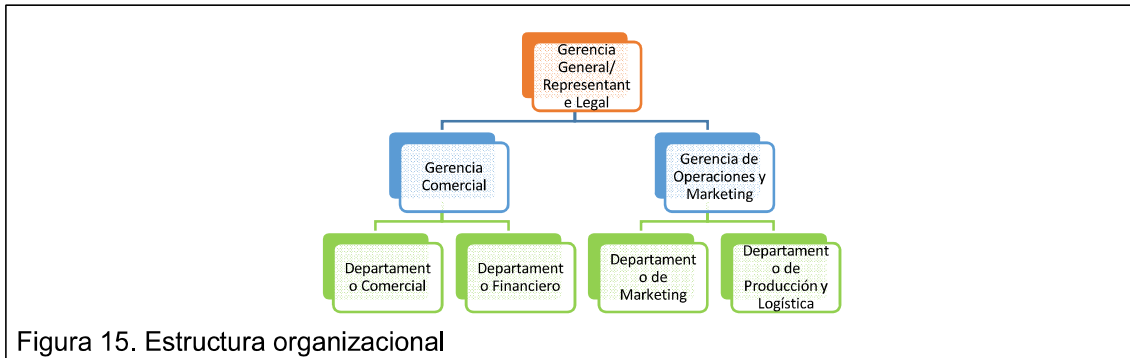 Gerencia
General/
Representant
e Legal
Gerencia
Comercial
Gerencia de
Operaciones y
Marketing
Departament
o Comercial
Departament
o Financiero
Departament
o de
Marketing
Departament
o de
Producción y
Logística
Figura 15. Estructura organizacional